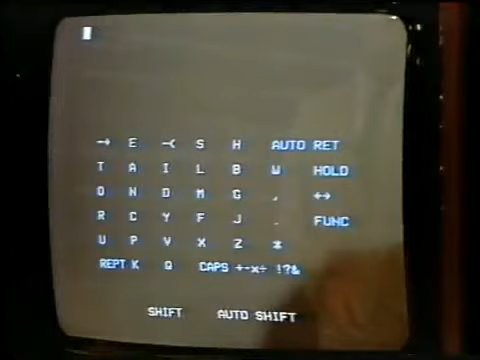 → E ⤙ S H AUTO RET
T A I L B W HOLD
O N D M G , ↔
R C Y F J . FUNC
U P V X Z *
REPT K Q CAPS +-x÷ !?&
SHIFT AUTO SHIFT